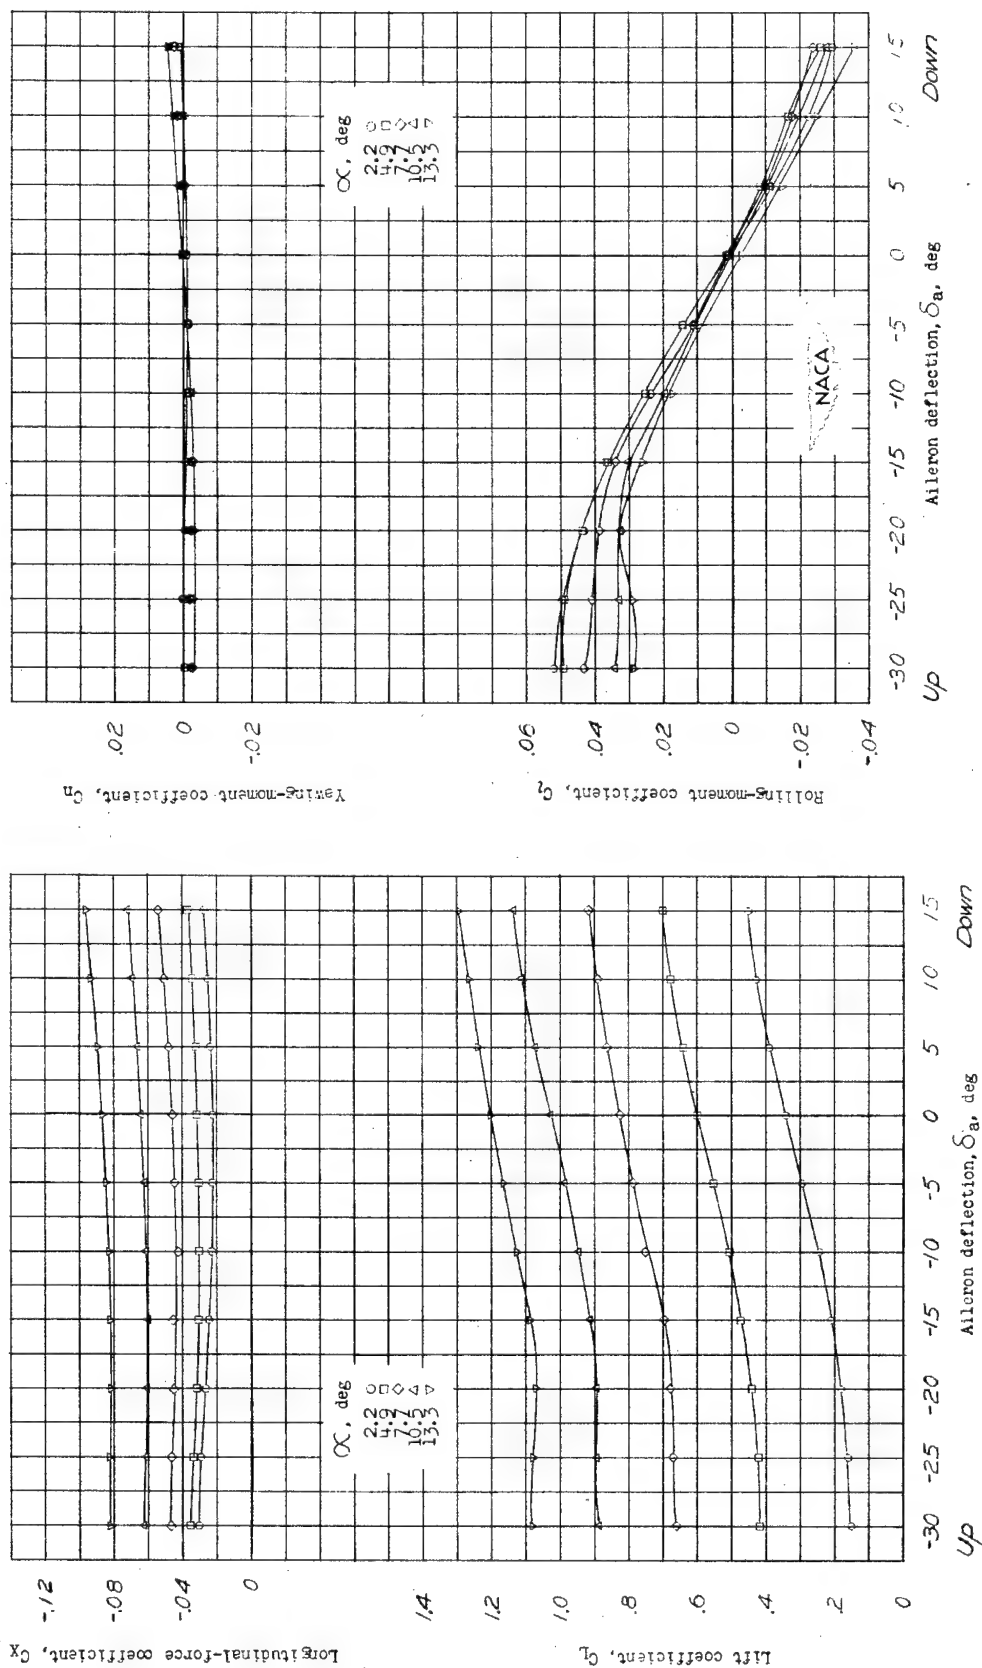 -.12
-.08
-.04
0
Longitudinal-force coefficient, CX
α, deg
2.2 ○
4.9 □
7.7 ◇
10.5 △
13.3 ▽
1.4
1.2
1.0
.8
.6
.4
.2
0
Lift coefficient, CL
-30 -25 -20 -15 -10 -5 0 5 10 15
Up Aileron deflection, δa, deg Down
.02
0
-.02
Yawing-moment coefficient, Cn
α, deg
2.2 ○
4.9 □
7.7 ◇
10.5 △
13.3 ▽
.06
.04
.02
0
-.02
-.04
Rolling-moment coefficient, Cl
NACA
-30 -25 -20 -15 -10 -5 0 5 10 15
Up Aileron deflection, δa, deg Down